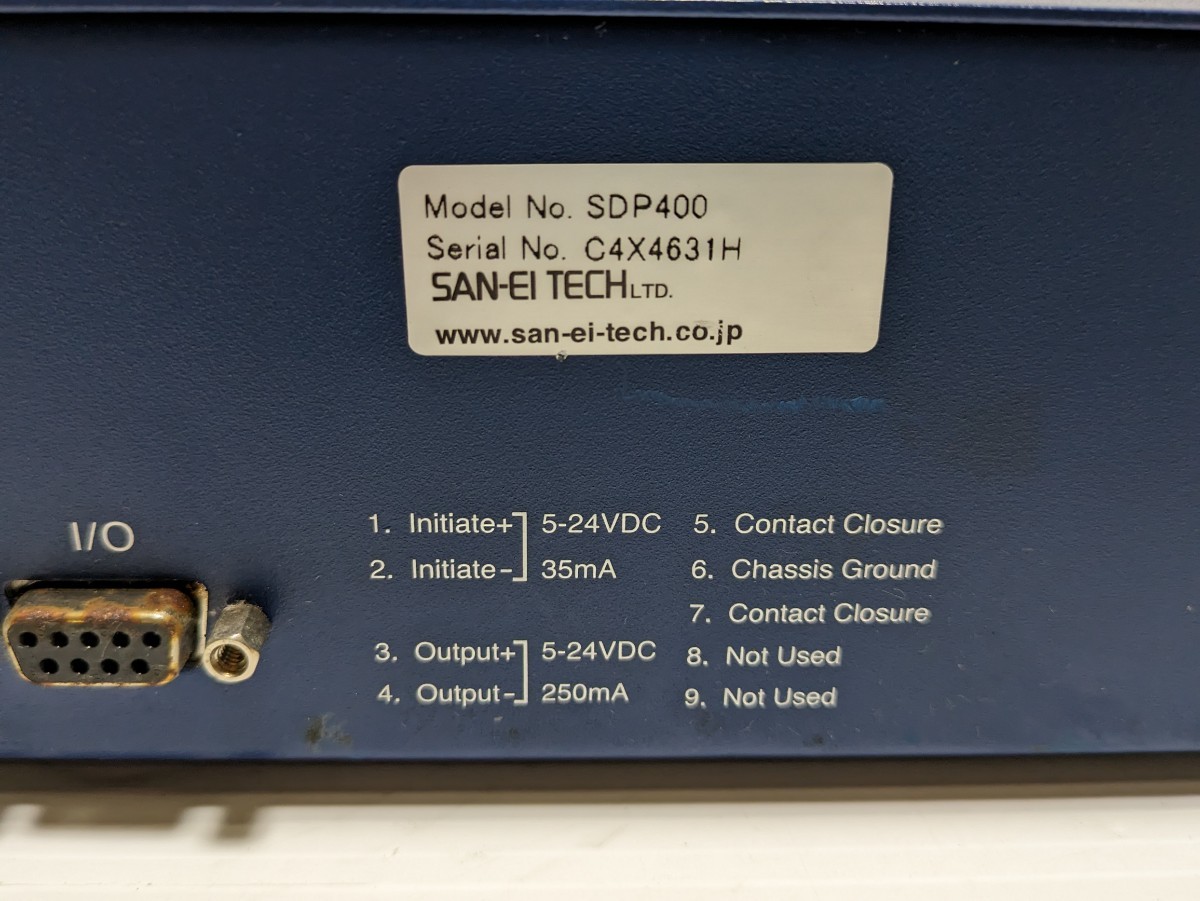 Model No. SDP400
Serial No. C4X4631H
SAN-EI TECH LTD.
www.san-ei-tech.co.jp
I/O
1. Initiate+ 5-24VDC
2. Initiate- 35mA
3. Output+ 5-24VDC
4. Output- 250mA
5. Contact Closure
6. Chassis Ground
7. Contact Closure
8. Not Used
9. Not Used